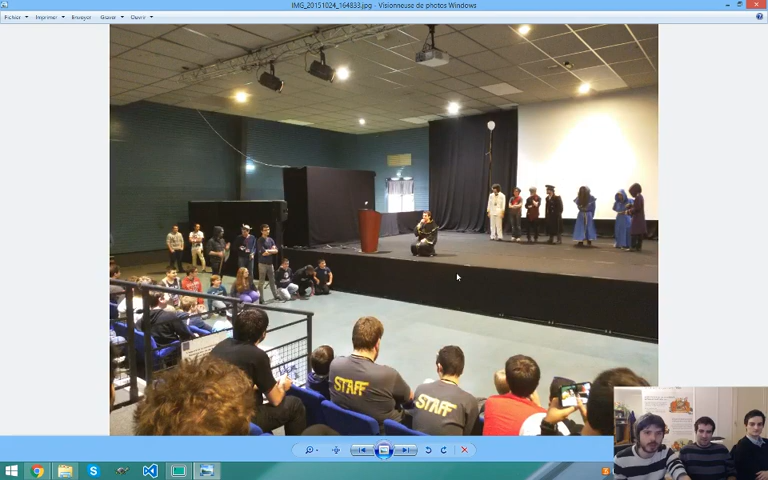 IMG_20151024_164833.jpg - Visionneuse de photos Windows
Fichier Imprimer Envoyer Graver Ouvrir
STAFF
STAFF